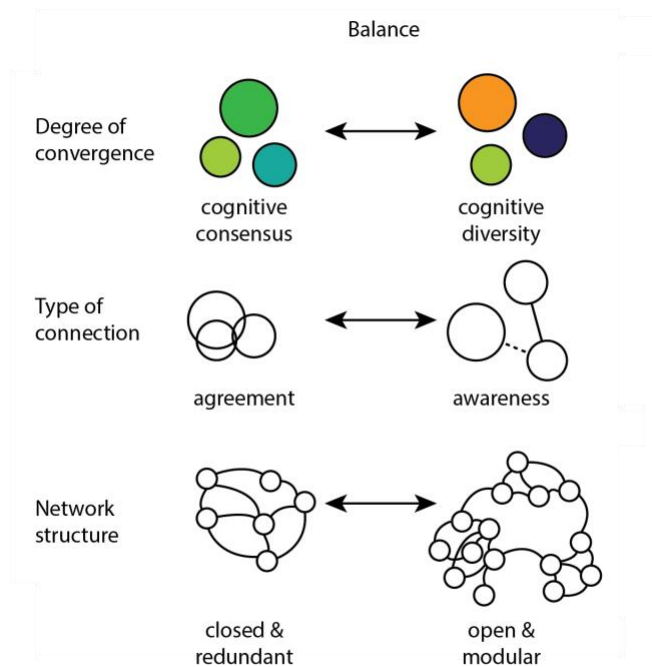 Balance
Degree of
convergence
cognitive
consensus
cognitive
diversity
Type of
connection
agreement
awareness
Network
structure
closed &
redundant
open &
modular